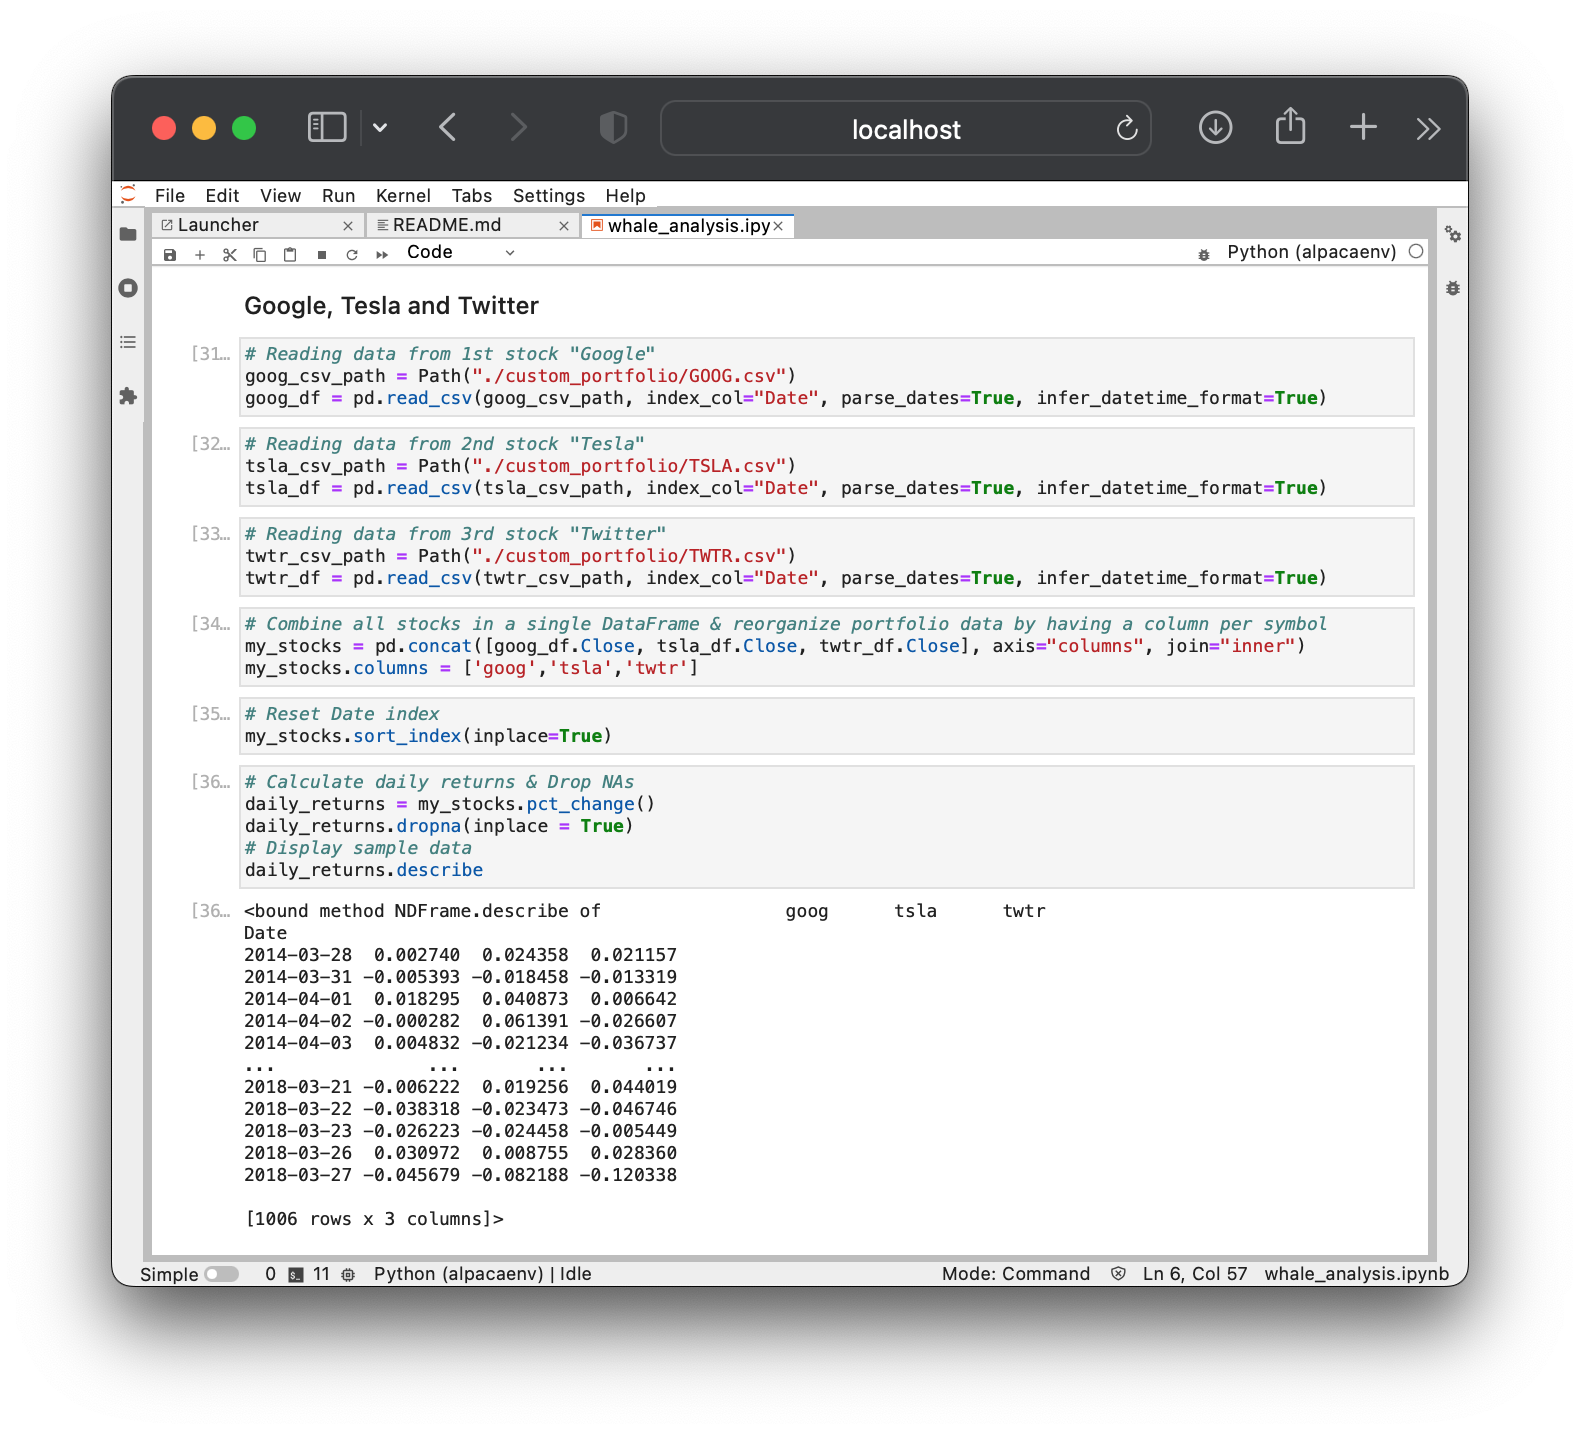 localhost
File Edit View Run Kernel Tabs Settings Help
Launcher README.md whale_analysis.ipy
Code Python (alpacaenv)
Google, Tesla and Twitter
[31…
# Reading data from 1st stock "Google"
goog_csv_path = Path("./custom_portfolio/GOOG.csv")
goog_df = pd.read_csv(goog_csv_path, index_col="Date", parse_dates=True, infer_datetime_format=True)
[32…
# Reading data from 2nd stock "Tesla"
tsla_csv_path = Path("./custom_portfolio/TSLA.csv")
tsla_df = pd.read_csv(tsla_csv_path, index_col="Date", parse_dates=True, infer_datetime_format=True)
[33…
# Reading data from 3rd stock "Twitter"
twtr_csv_path = Path("./custom_portfolio/TWTR.csv")
twtr_df = pd.read_csv(twtr_csv_path, index_col="Date", parse_dates=True, infer_datetime_format=True)
[34…
# Combine all stocks in a single DataFrame & reorganize portfolio data by having a column per symbol
my_stocks = pd.concat([goog_df.Close, tsla_df.Close, twtr_df.Close], axis="columns", join="inner")
my_stocks.columns = ['goog','tsla','twtr']
[35…
# Reset Date index
my_stocks.sort_index(inplace=True)
[36…
# Calculate daily returns & Drop NAs
daily_returns = my_stocks.pct_change()
daily_returns.dropna(inplace = True)
# Display sample data
daily_returns.describe
[36…
<bound method NDFrame.describe of                 goog      tsla      twtr
Date
2014-03-28  0.002740  0.024358  0.021157
2014-03-31 -0.005393 -0.018458 -0.013319
2014-04-01  0.018295  0.040873  0.006642
2014-04-02 -0.000282  0.061391 -0.026607
2014-04-03  0.004832 -0.021234 -0.036737
...              ...       ...       ...
2018-03-21 -0.006222  0.019256  0.044019
2018-03-22 -0.038318 -0.023473 -0.046746
2018-03-23 -0.026223 -0.024458 -0.005449
2018-03-26  0.030972  0.008755  0.028360
2018-03-27 -0.045679 -0.082188 -0.120338
[1006 rows x 3 columns]>
Simple 0 11 Python (alpacaenv) | Idle Mode: Command Ln 6, Col 57 whale_analysis.ipynb